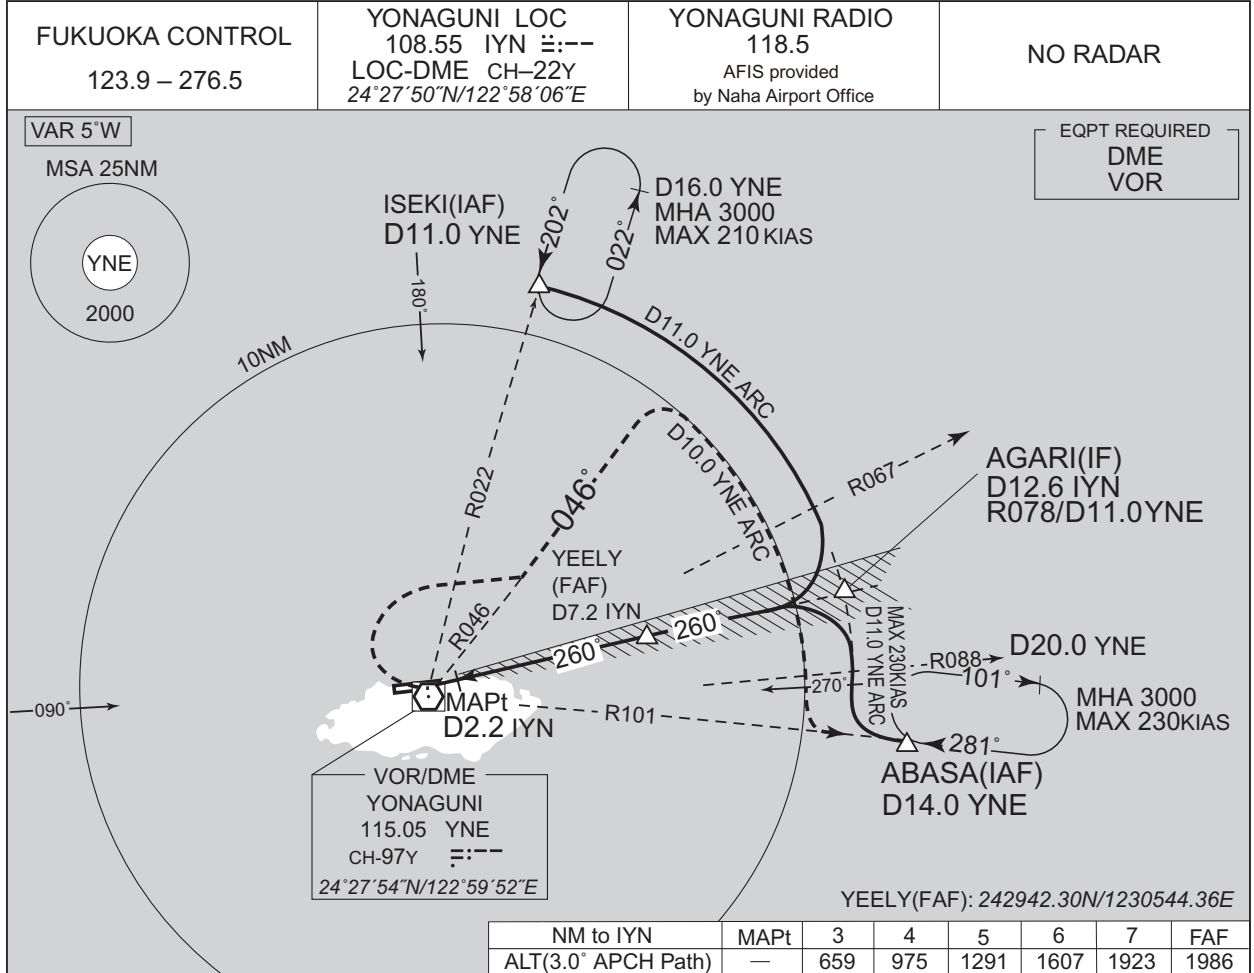 FUKUOKA CONTROL
123.9 – 276.5
YONAGUNI LOC
108.55 IYN
LOC-DME CH–22Y
24°27´50˝N/122°58´06˝E
YONAGUNI RADIO
118.5
AFIS provided
by Naha Airport Office
NO RADAR
VAR 5°W
MSA 25NM
YNE
2000
EQPT REQUIRED
DME
VOR
ISEKI(IAF)
D11.0 YNE
180°
202°
022°
D16.0 YNE
MHA 3000
MAX 210 KIAS
10NM
D11.0 YNE ARC
D10.0 YNE ARC
R022
046°
R046
R067
AGARI(IF)
D12.6 IYN
R078/D11.0YNE
YEELY
(FAF)
D7.2 IYN
260°
260°
MAX 230KIAS
D11.0 YNE ARC
R088
D20.0 YNE
101°
270°
MHA 3000
MAX 230KIAS
281°
090°
R101
MAPt
D2.2 IYN
ABASA(IAF)
D14.0 YNE
VOR/DME
YONAGUNI
115.05 YNE
CH-97Y
24°27´54˝N/122°59´52˝E
YEELY(FAF): 242942.30N/1230544.36E
NM to IYN MAPt 3 4 5 6 7 FAF
ALT(3.0° APCH Path) — 659 975 1291 1607 1923 1986